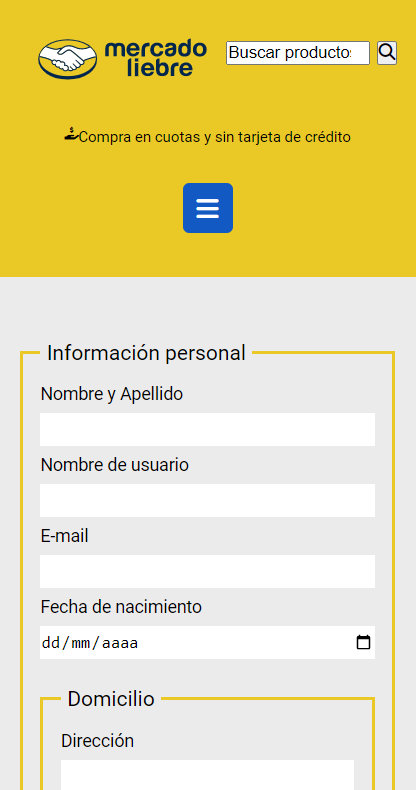 mercado
liebre
Buscar productos
Compra en cuotas y sin tarjeta de crédito
Información personal
Nombre y Apellido
Nombre de usuario
E-mail
Fecha de nacimiento
dd/mm/aaaa
Domicilio
Dirección